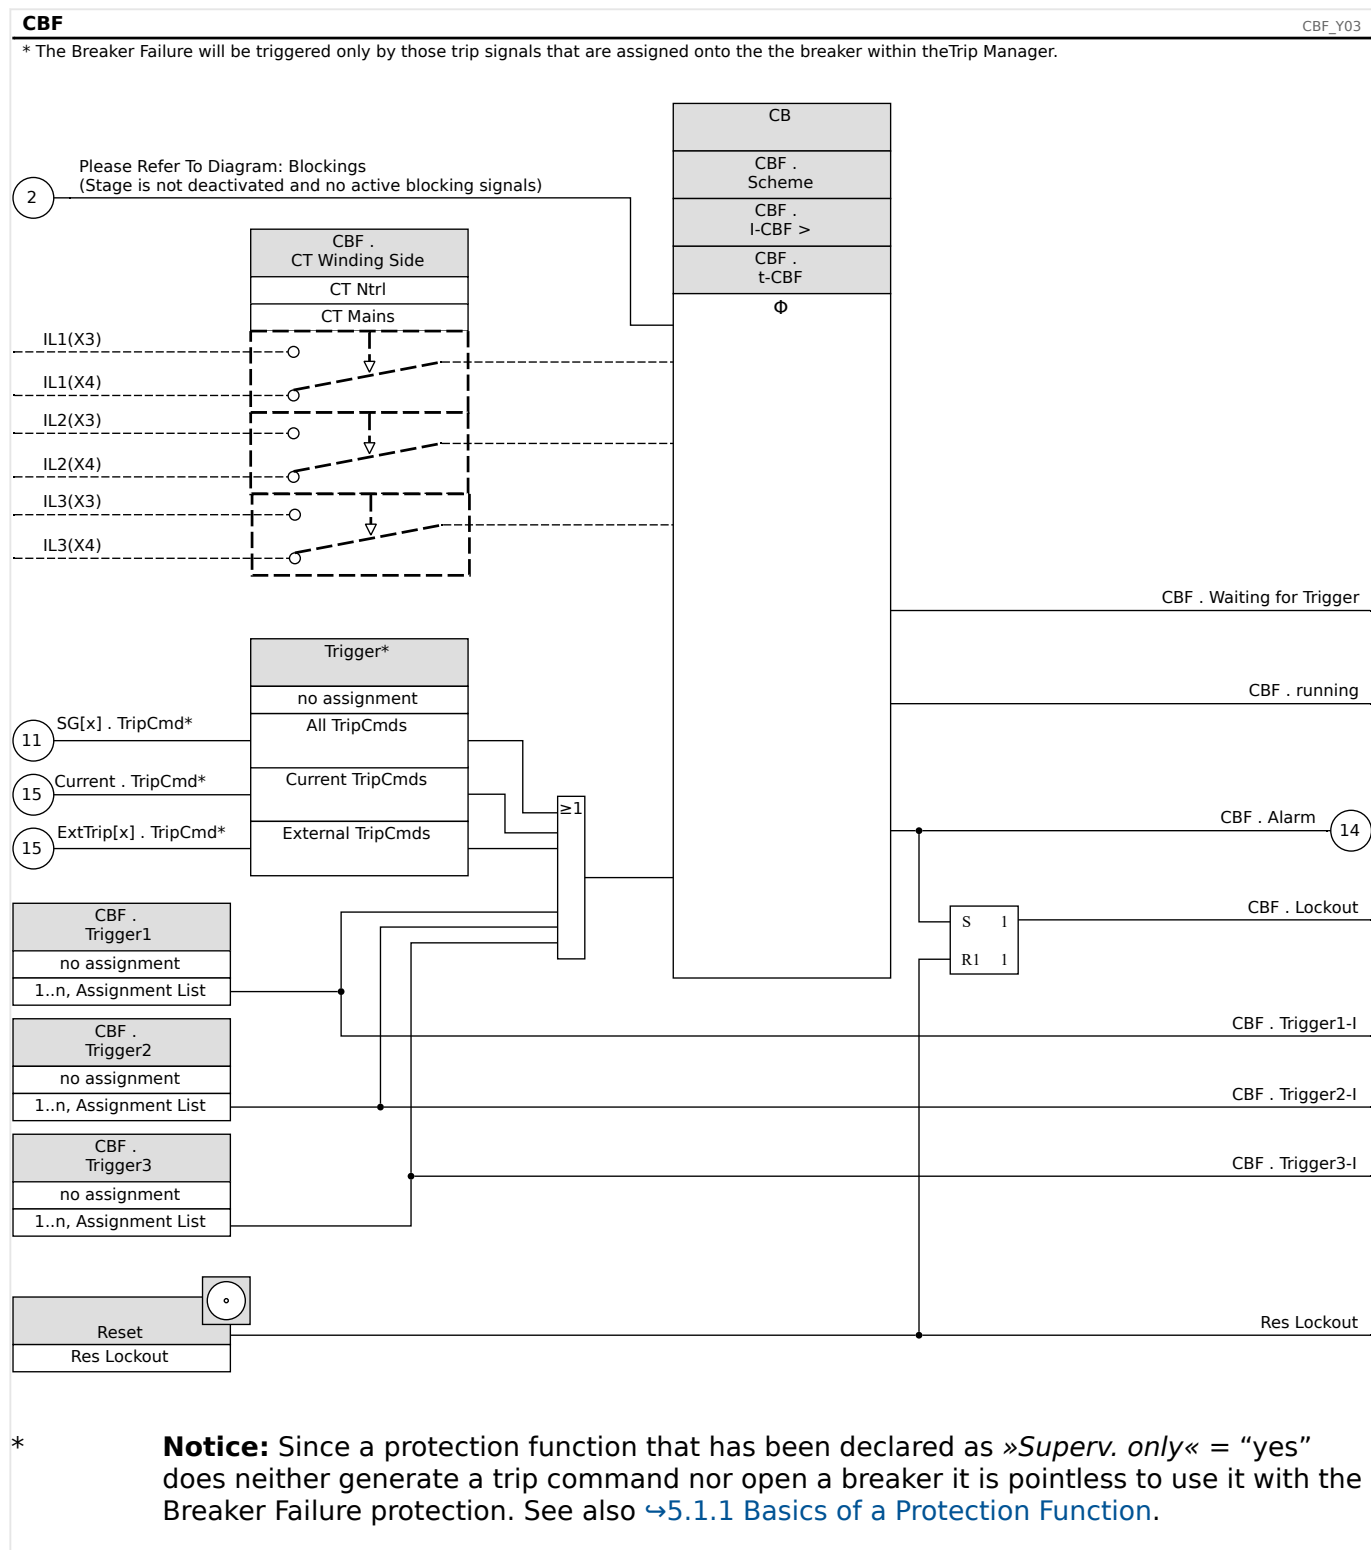 CBF
CBF_Y03
* The Breaker Failure will be triggered only by those trip signals that are assigned onto the the breaker within theTrip Manager.
CB
CBF .
Scheme
CBF .
I-CBF >
CBF .
t-CBF
Φ
Please Refer To Diagram: Blockings
(Stage is not deactivated and no active blocking signals)
2
CBF .
CT Winding Side
CT Ntrl
CT Mains
IL1(X3)
IL1(X4)
IL2(X3)
IL2(X4)
IL3(X3)
IL3(X4)
CBF . Waiting for Trigger
CBF . running
Trigger*
no assignment
All TripCmds
Current TripCmds
External TripCmds
SG[x] . TripCmd*
11
Current . TripCmd*
15
ExtTrip[x] . TripCmd*
15
≥1
CBF . Alarm
14
CBF . Lockout
S 1
R1 1
CBF .
Trigger1
no assignment
1..n, Assignment List
CBF . Trigger1-I
CBF .
Trigger2
no assignment
1..n, Assignment List
CBF . Trigger2-I
CBF .
Trigger3
no assignment
1..n, Assignment List
CBF . Trigger3-I
Reset
Res Lockout
Res Lockout
* Notice: Since a protection function that has been declared as »Superv. only« = “yes”
does neither generate a trip command nor open a breaker it is pointless to use it with the
Breaker Failure protection. See also ↪5.1.1 Basics of a Protection Function.